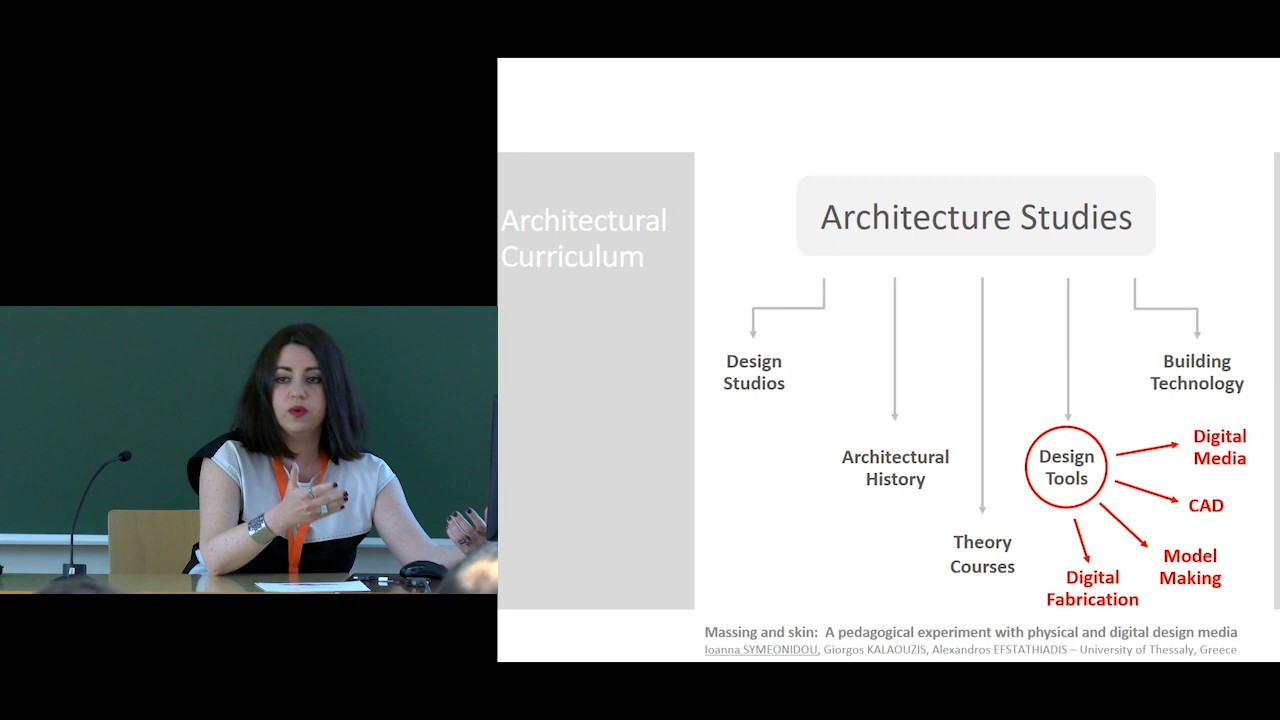 Architectural
Curriculum
Architecture Studies
Design
Studios
Building
Technology
Architectural
History
Design
Tools
Digital
Media
CAD
Theory
Courses
Model
Making
Digital
Fabrication
Massing and skin: A pedagogical experiment with physical and digital design media
Ioanna SYMEONIDOU, Giorgos KALAOUZIS, Alexandros EFSTATHIADIS – University of Thessaly, Greece